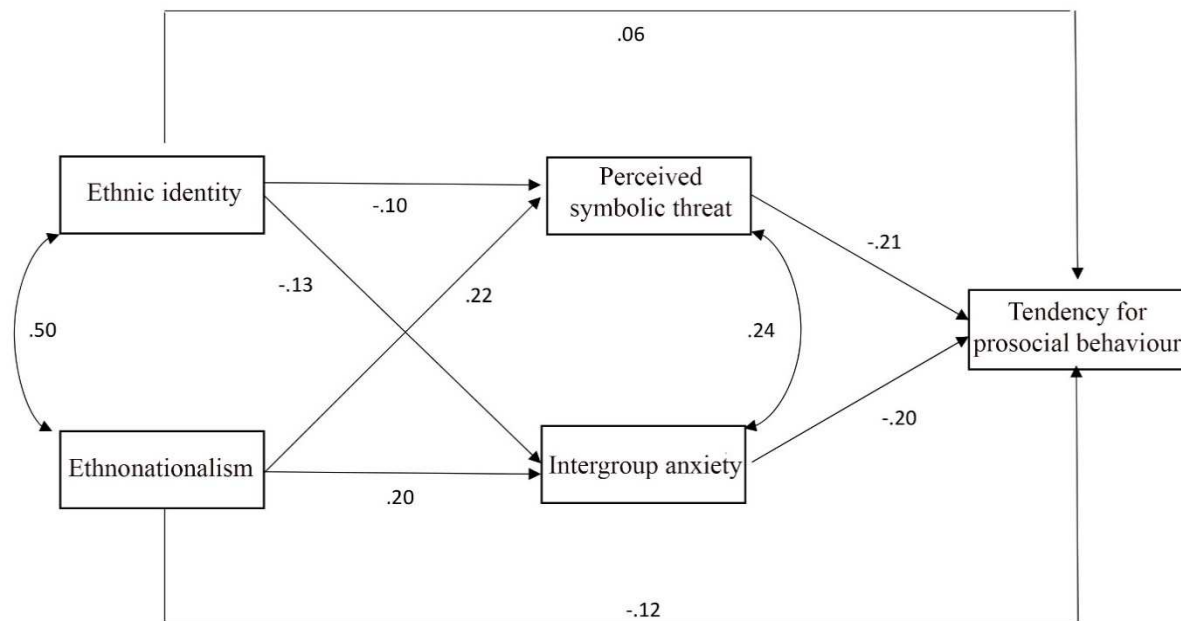 .06
Ethnic identity
Perceived
symbolic threat
-.10
-.21
-.13
.22
.50
.24
Tendency for
prosocial behaviour
-.20
Ethnonationalism
Intergroup anxiety
.20
-.12